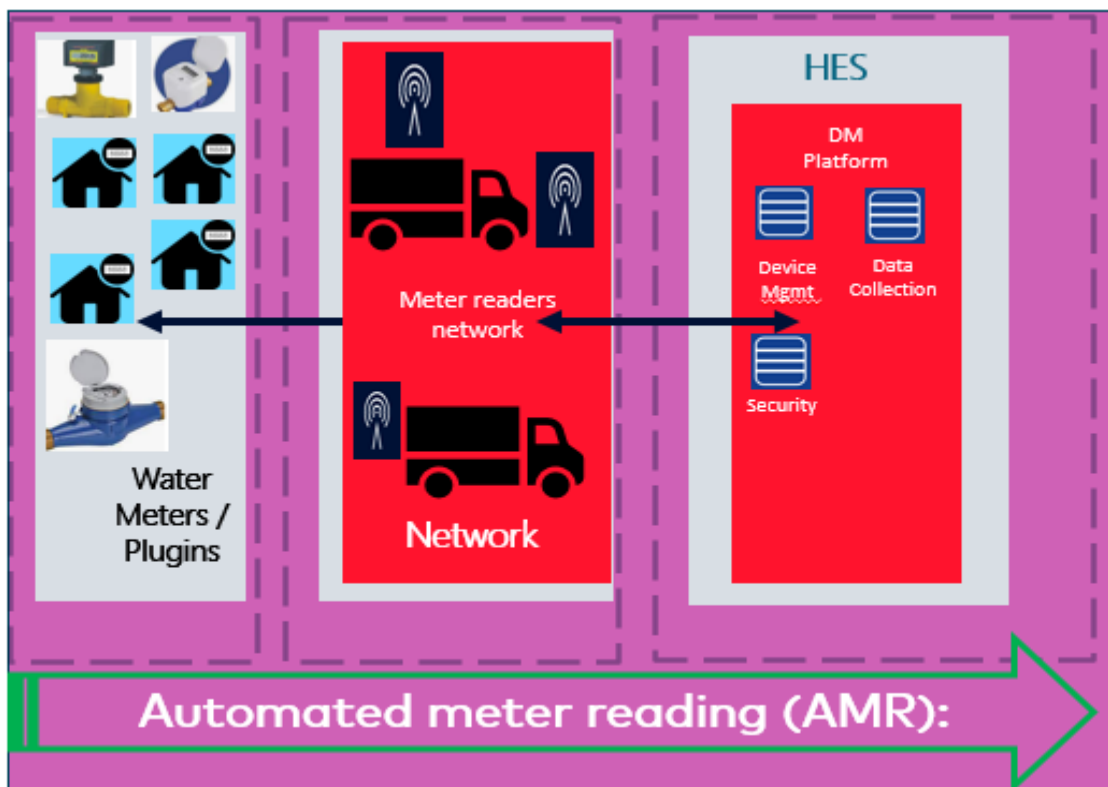 Water
Meters /
Plugins
Meter readers
network
Network
HES
DM
Platform
Device
Mgmt
Data
Collection
Security
Automated meter reading (AMR):